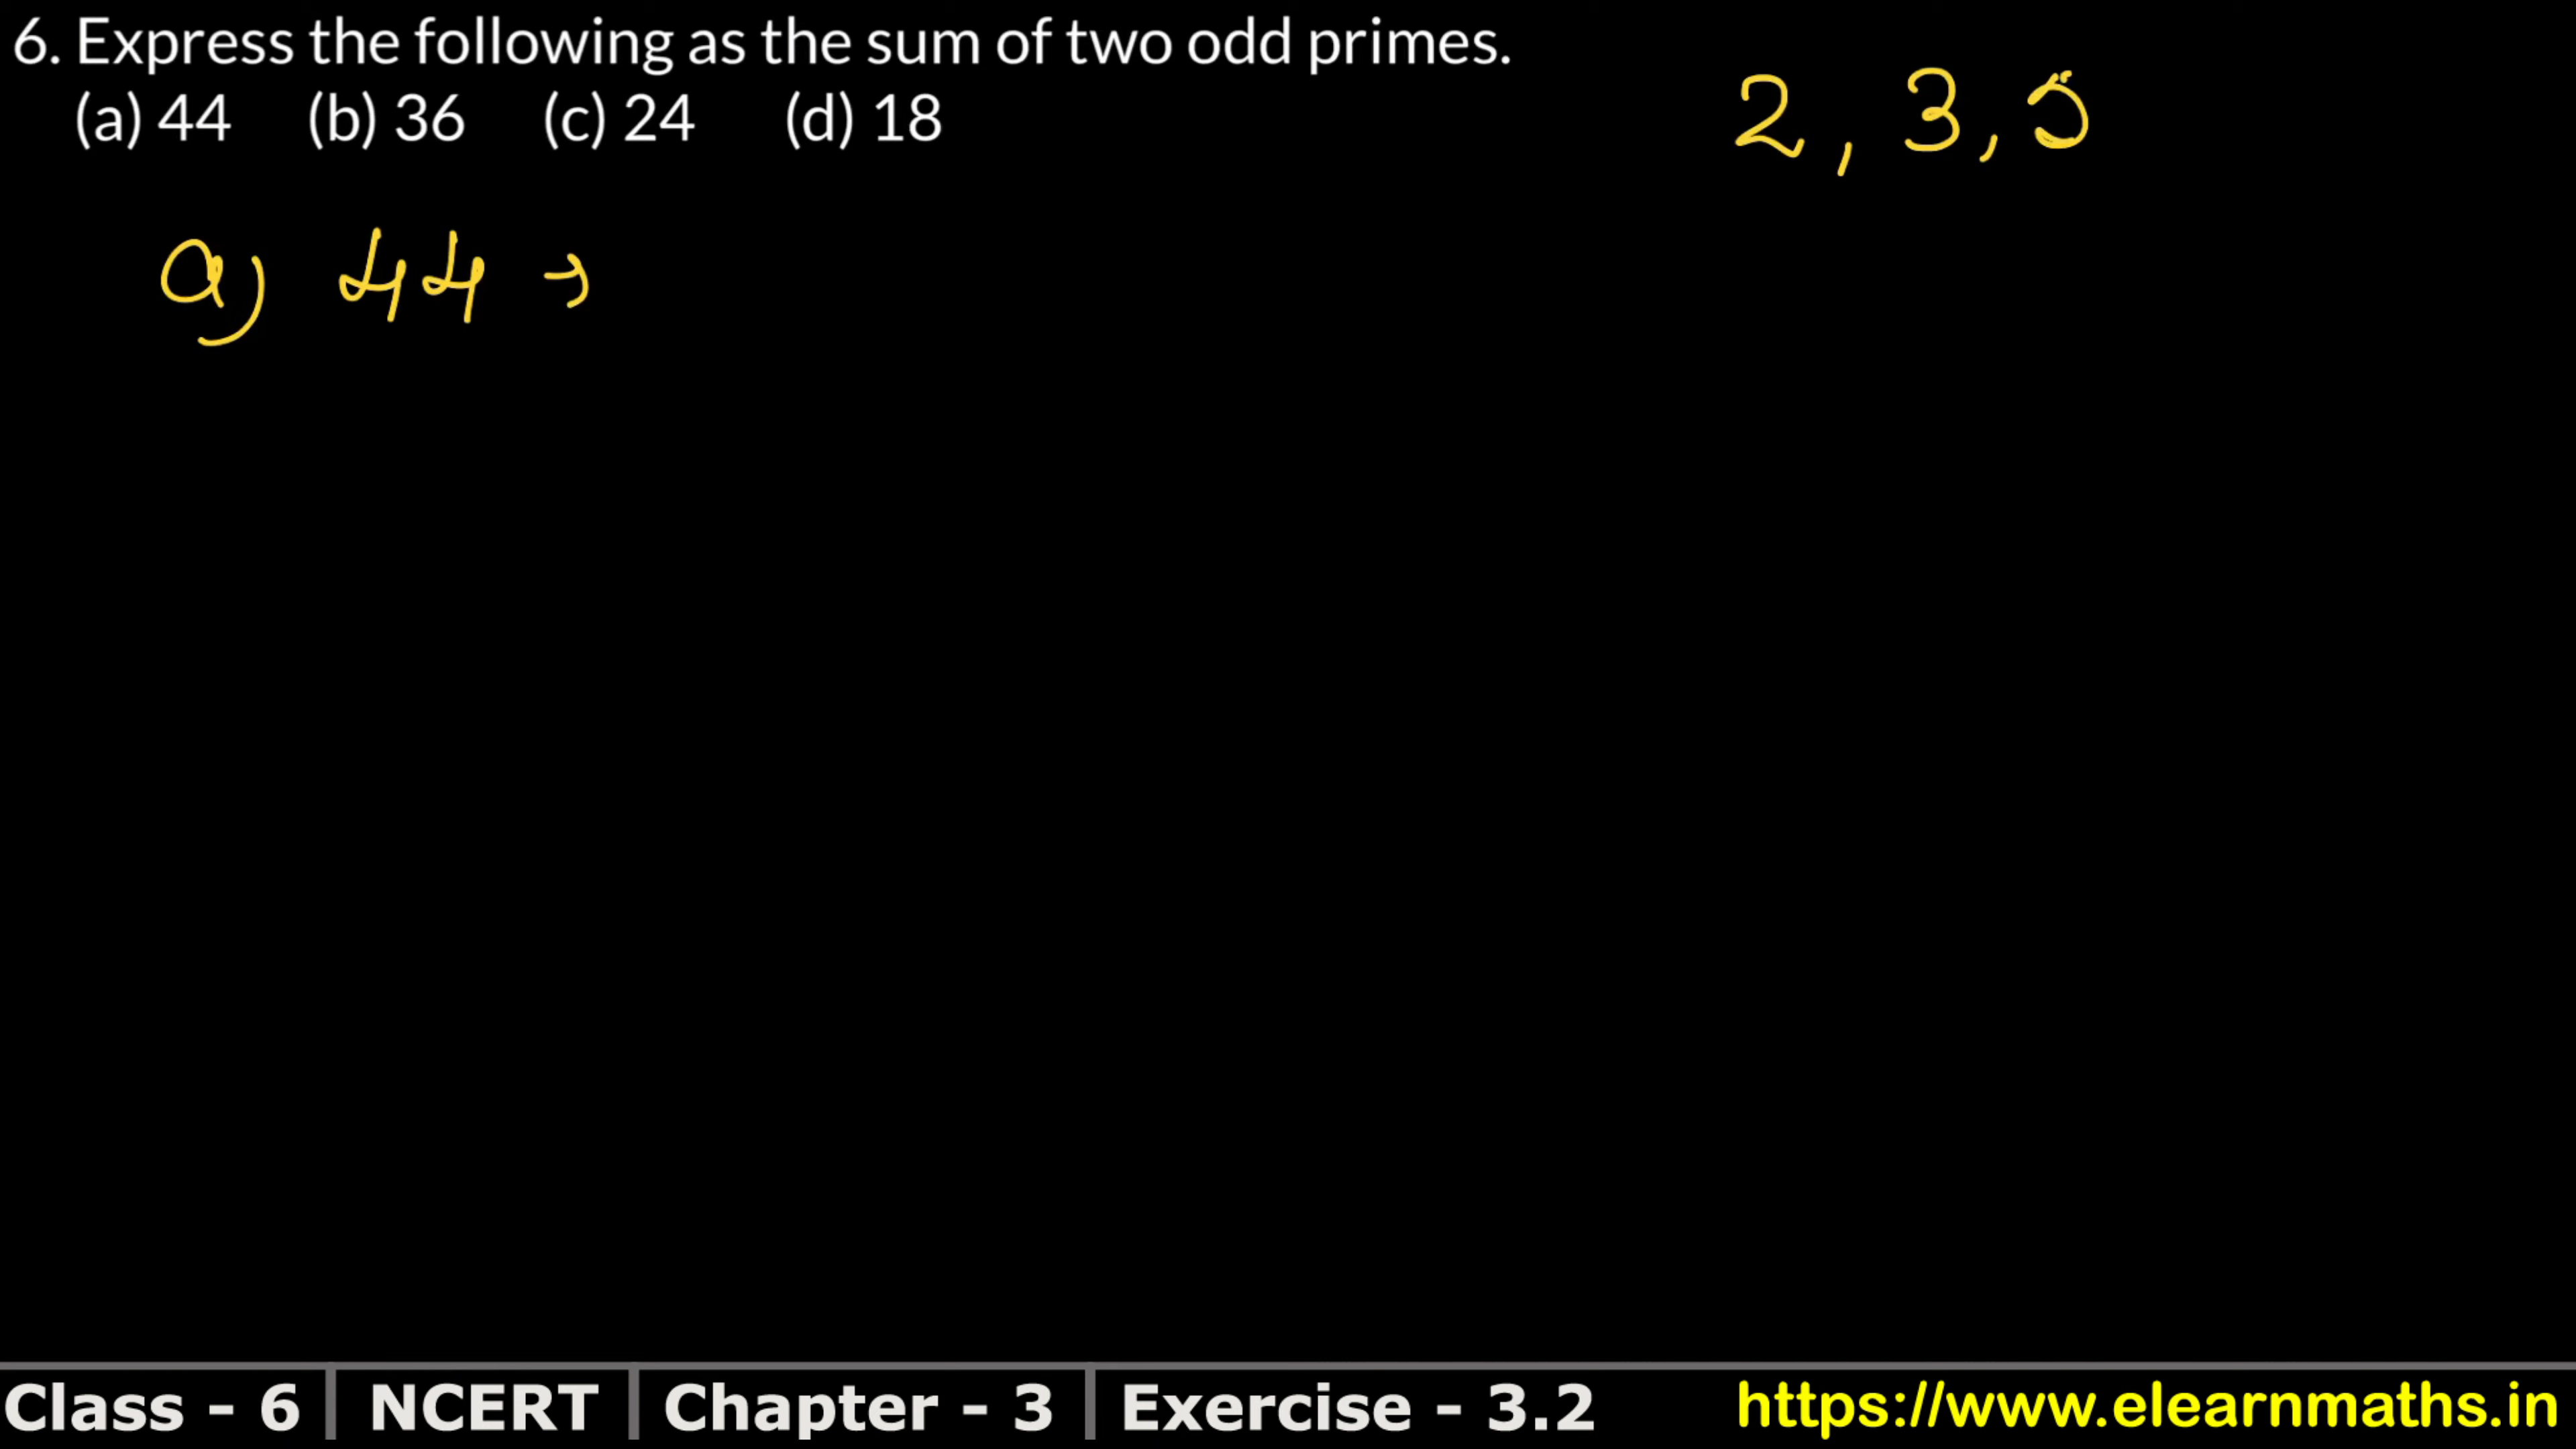 6. Express the following as the sum of two odd primes.
(a) 44 (b) 36 (c) 24 (d) 18
2, 3, 5
a) 44 →
Class - 6 | NCERT | Chapter - 3 | Exercise - 3.2 https://www.elearnmaths.in